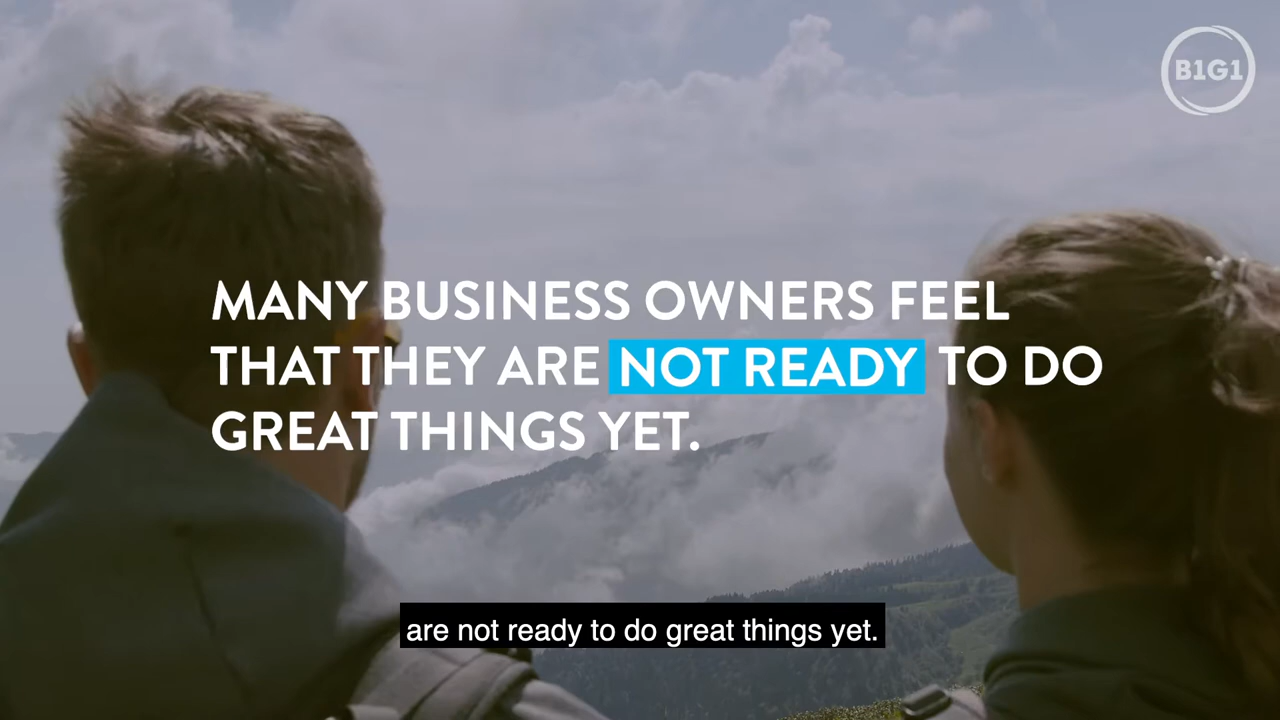 B1G1
MANY BUSINESS OWNERS FEEL
THAT THEY ARE NOT READY TO DO
GREAT THINGS YET.
are not ready to do great things yet.